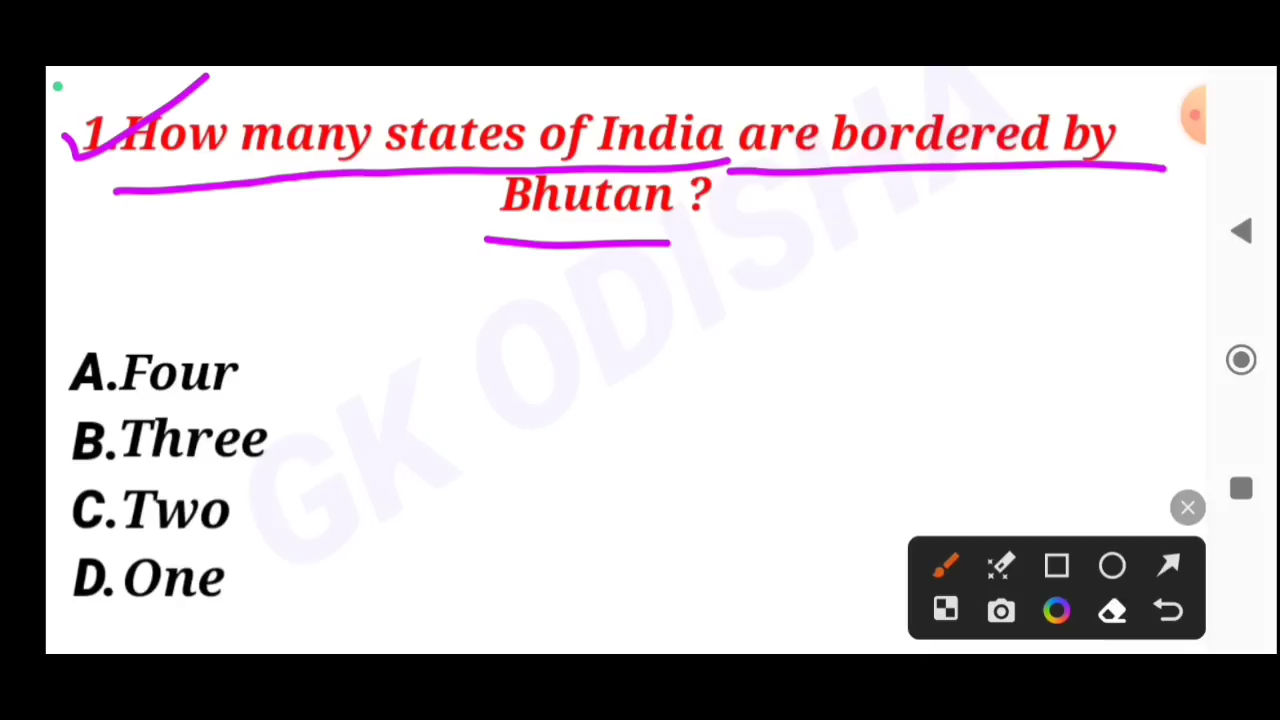 1.How many states of India are bordered by
Bhutan ?
A.Four
B.Three
C.Two
D.One
GK ODISHA